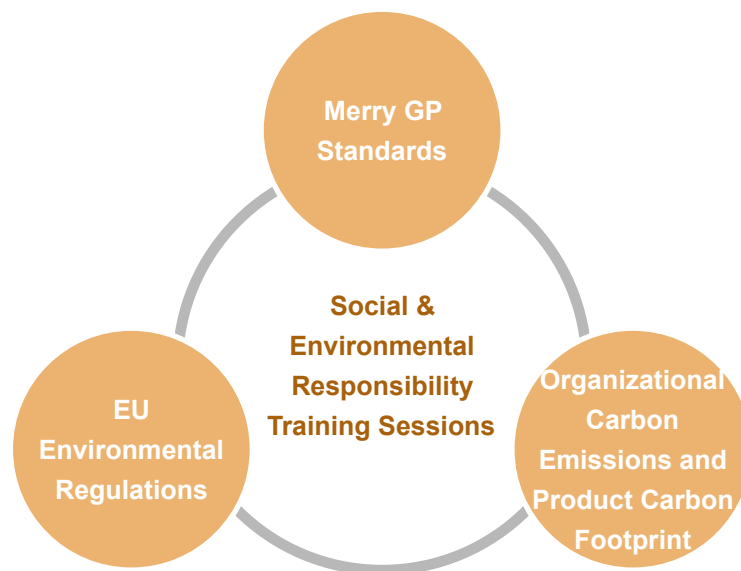 Merry GP
Standards
Social &
Environmental
Responsibility
Training Sessions
EU
Environmental
Regulations
Organizational
Carbon
Emissions and
Product Carbon
Footprint